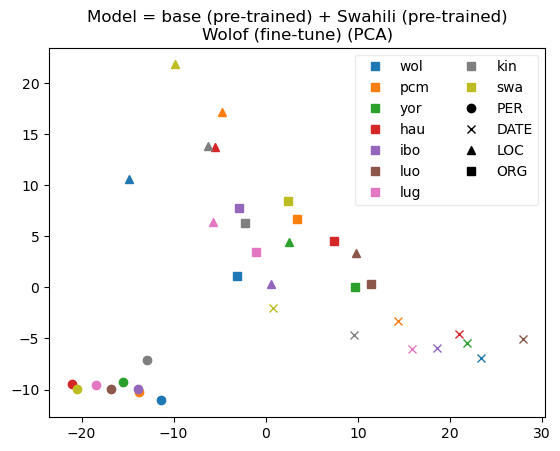 Model = base (pre-trained) + Swahili (pre-trained)
Wolof (fine-tune) (PCA)
wol
pcm
yor
hau
ibo
luo
lug
kin
swa
PER
DATE
LOC
ORG
20
15
10
5
0
−5
−10
−20
−10
0
10
20
30